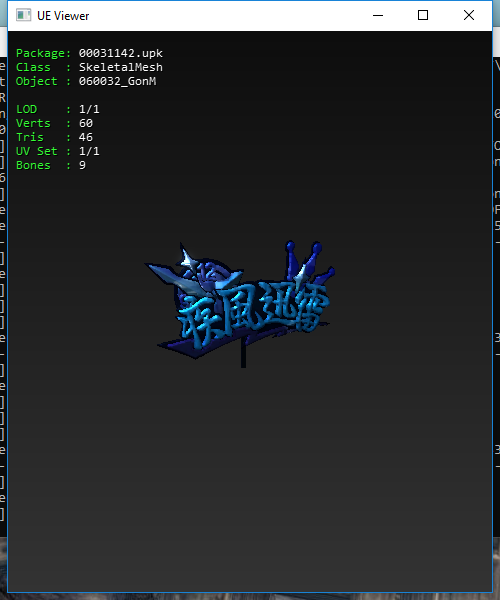 UE Viewer
Package: 00031142.upk
Class : SkeletalMesh
Object : 060032_GonM
LOD : 1/1
Verts : 60
Tris : 46
UV Set : 1/1
Bones : 9
疾風迅雷